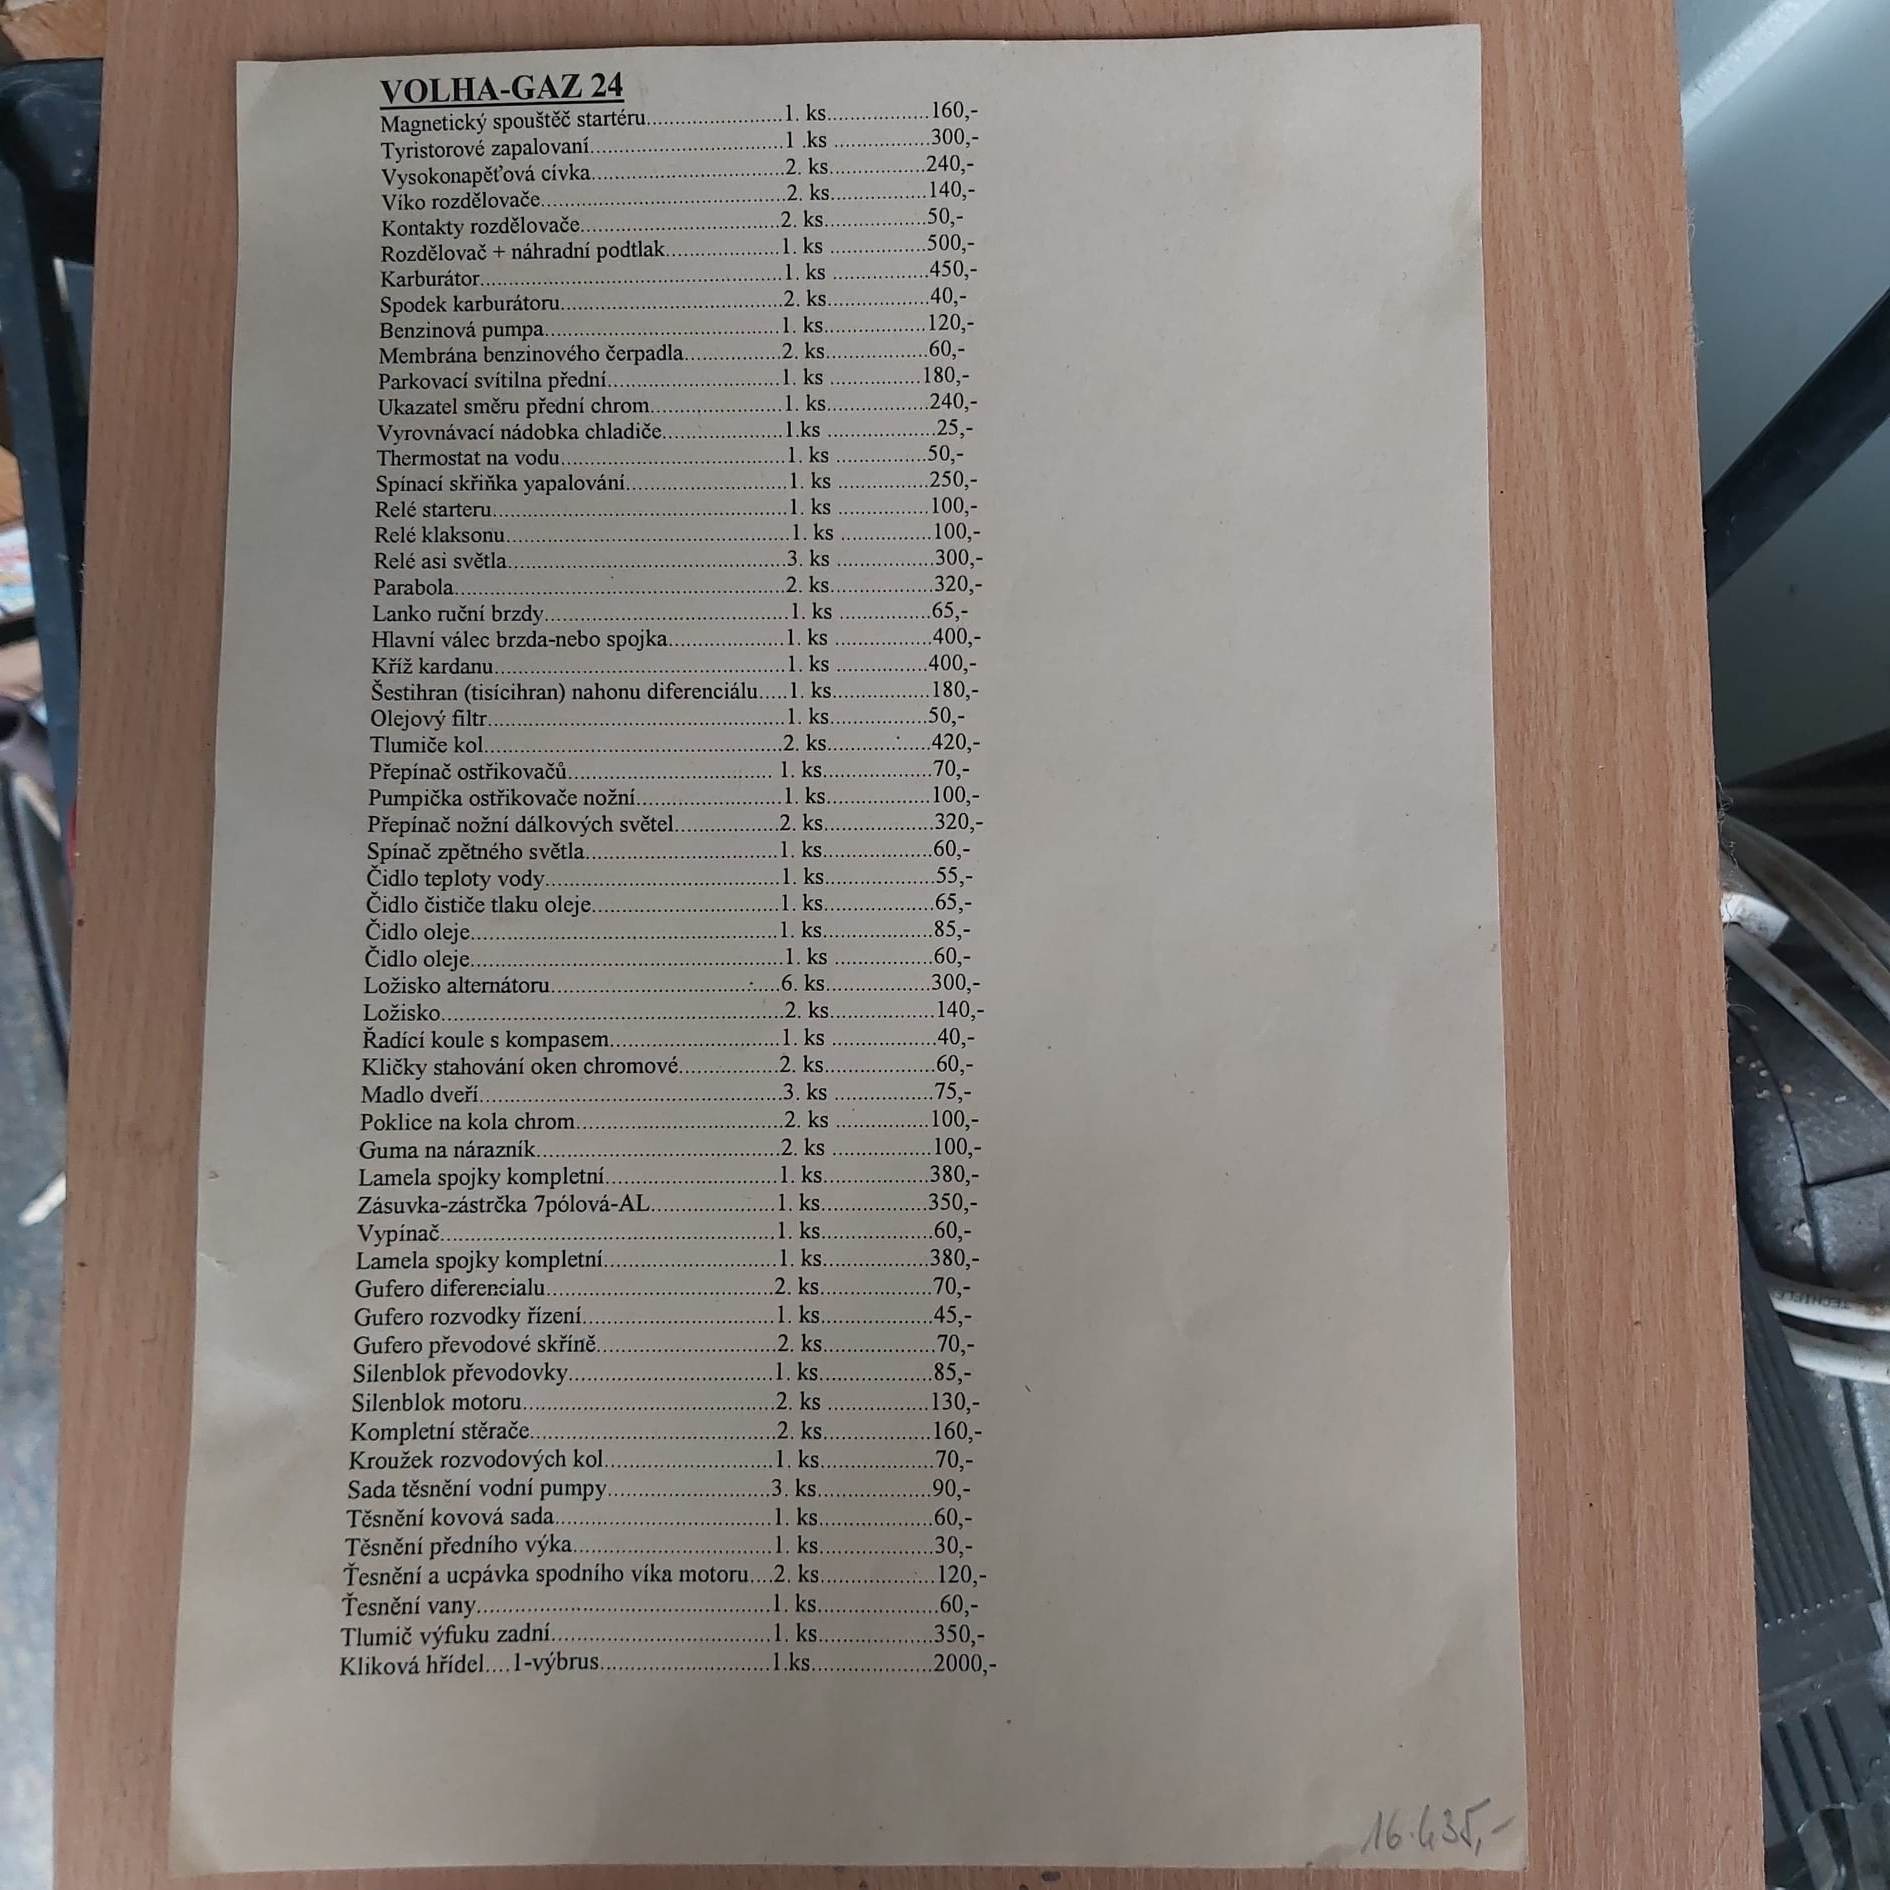 VOLHA-GAZ 24
Magnetický spouštěč startéru........................1. ks..................160,-
Tyristorové zapalovaní..................................1 .ks .................300,-
Vysokonapěťová cívka..................................2. ks.................240,-
Víko rozdělovače...........................................2. ks.................140,-
Kontakty rozdělovače...................................2. ks..................50,-
Rozdělovač + náhradní podtlak....................1. ks .................500,-
Karburátor.....................................................1. ks .................450,-
Spodek karburátoru.......................................2. ks..................40,-
Benzinová pumpa.........................................1. ks..................120,-
Membrána benzinového čerpadla.................2. ks..................60,-
Parkovací svítilna přední..............................1. ks ................180,-
Ukazatel směru přední chrom.......................1. ks..................240,-
Vyrovnávací nádobka chladiče.....................1.ks ...................25,-
Thermostat na vodu.......................................1. ks ................50,-
Spínací skřiňka yapalování............................1. ks ................250,-
Relé starteru...................................................1. ks ................100,-
Relé klaksonu.................................................1. ks ................100,-
Relé asi světla................................................3. ks .................300,-
Parabola.........................................................2. ks..................320,-
Lanko ruční brzdy..........................................1. ks ................65,-
Hlavní válec brzda-nebo spojka....................1. ks .................400,-
Kříž kardanu..................................................1. ks ................400,-
Šestihran (tisícihran) nahonu diferenciálu.....1. ks.................180,-
Olejový filtr...................................................1. ks.................50,-
Tlumiče kol...................................................2. ks..................420,-
Přepínač ostřikovačů................................... 1. ks...................70,-
Pumpička ostřikovače nožní.........................1. ks..................100,-
Přepínač nožní dálkových světel..................2. ks...................320,-
Spínač zpětného světla.................................1. ks...................60,-
Čidlo teploty vody........................................1. ks...................55,-
Čidlo čističe tlaku oleje................................1. ks...................65,-
Čidlo oleje....................................................1. ks...................85,-
Čidlo oleje.....................................................1. ks .................60,-
Ložisko alternátoru.......................................6. ks..................300,-
Ložisko..........................................................2. ks..................140,-
Řadící koule s kompasem.............................1. ks ..................40,-
Kličky stahování oken chromové.................2. ks...................60,-
Madlo dveří...................................................3. ks .................75,-
Poklice na kola chrom...................................2. ks ................100,-
Guma na nárazník.........................................2. ks .................100,-
Lamela spojky kompletní.............................1. ks..................380,-
Zásuvka-zástrčka 7pólová-AL.....................1. ks..................350,-
Vypínač.........................................................1. ks...................60,-
Lamela spojky kompletní.............................1. ks..................380,-
Gufero diferencialu......................................2. ks...................70,-
Gufero rozvodky řízení................................1. ks...................45,-
Gufero převodové skříně..............................2. ks...................70,-
Silenblok převodovky..................................1. ks...................85,-
Silenblok motoru..........................................2. ks .................130,-
Kompletní stěrače.........................................2. ks..................160,-
Kroužek rozvodových kol............................1. ks...................70,-
Sada těsnění vodní pumpy...........................3. ks...................90,-
Těsnění kovová sada....................................1. ks...................60,-
Těsnění předního výka.................................1. ks...................30,-
Ťesnění a ucpávka spodního víka motoru....2. ks...................120,-
Ťesnění vany................................................1. ks....................60,-
Tlumič výfuku zadní....................................1. ks...................350,-
Kliková hřídel....1-výbrus............................1.ks....................2000,-
16.435,-